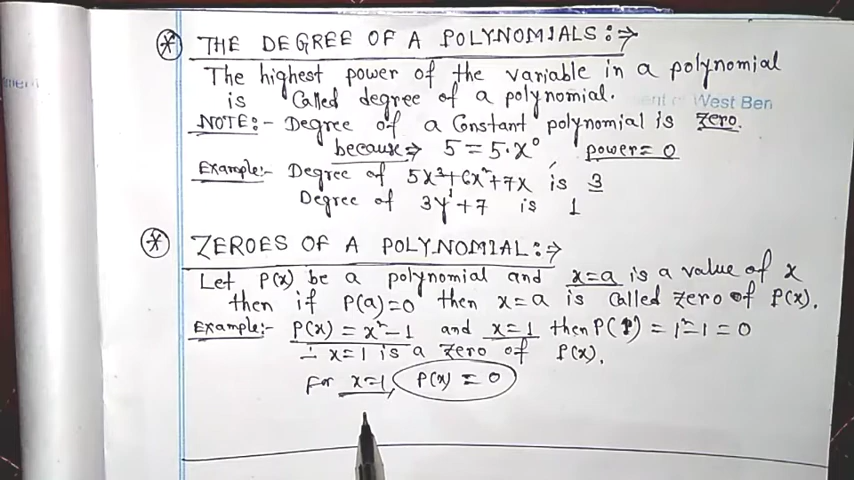 * THE DEGREE OF A POLYNOMIALS:⇒
The highest power of the variable in a polynomial
is called degree of a polynomial.
ent of West Ben
NOTE:- Degree of a constant polynomial is zero.
because⇒ 5 = 5·x⁰, power = 0
Example:- Degree of 5x³+6x²+7x is 3
Degree of 3y¹+7 is 1
* ZEROES OF A POLYNOMIAL:⇒
Let P(x) be a polynomial and x=a is a value of x
then if P(a)=0 then x=a is called zero of P(x).
Example:- P(x) = x²-1 and x=1 then P(1) = 1²-1 = 0
∴ x=1 is a zero of P(x).
For x=1, P(x) = 0